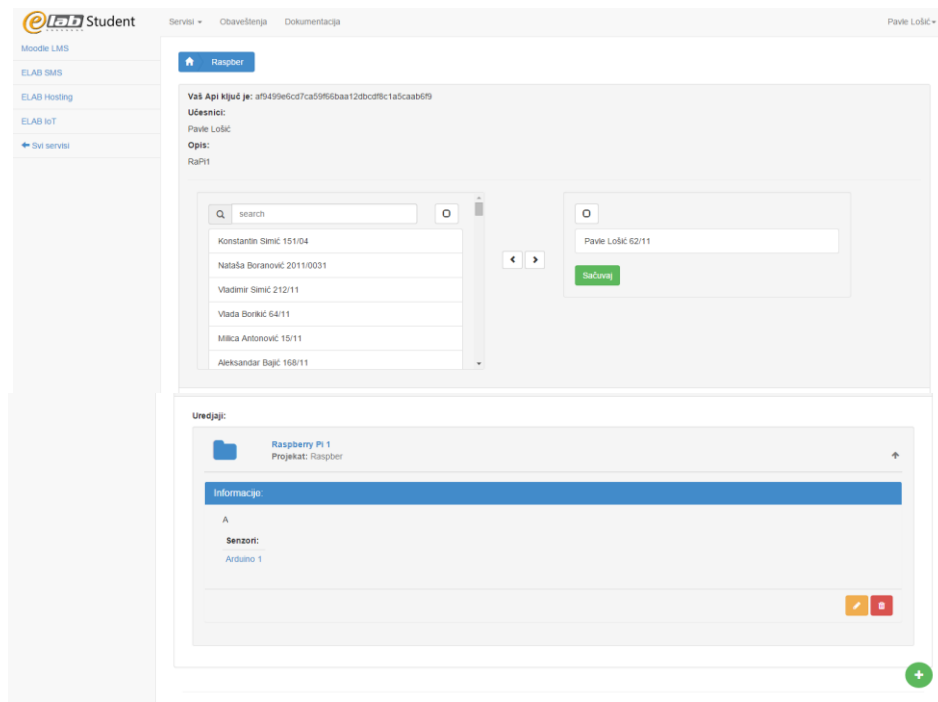 elab Student
Servisi
Obaveštenja
Dokumentacija
Pavle Lošić
Moodle LMS
ELAB SMS
ELAB Hosting
ELAB IoT
Svi servisi
Raspber
Vaš Api ključ je: af9499e6cd7ca59f66baa12dbcdf8c1a5caab6f9
Učesnici:
Pavle Lošić
Opis:
RaPi1
search
Konstantin Simić 151/04
Nataša Boranović 2011/0031
Vladimir Simić 212/11
Vlada Borikić 64/11
Milica Antonović 15/11
Aleksandar Bajić 168/11
Pavle Lošić 62/11
Sačuvaj
Uredjaji:
Raspberry Pi 1
Projekat: Raspber
Informacijo:
A
Senzori:
Arduino 1